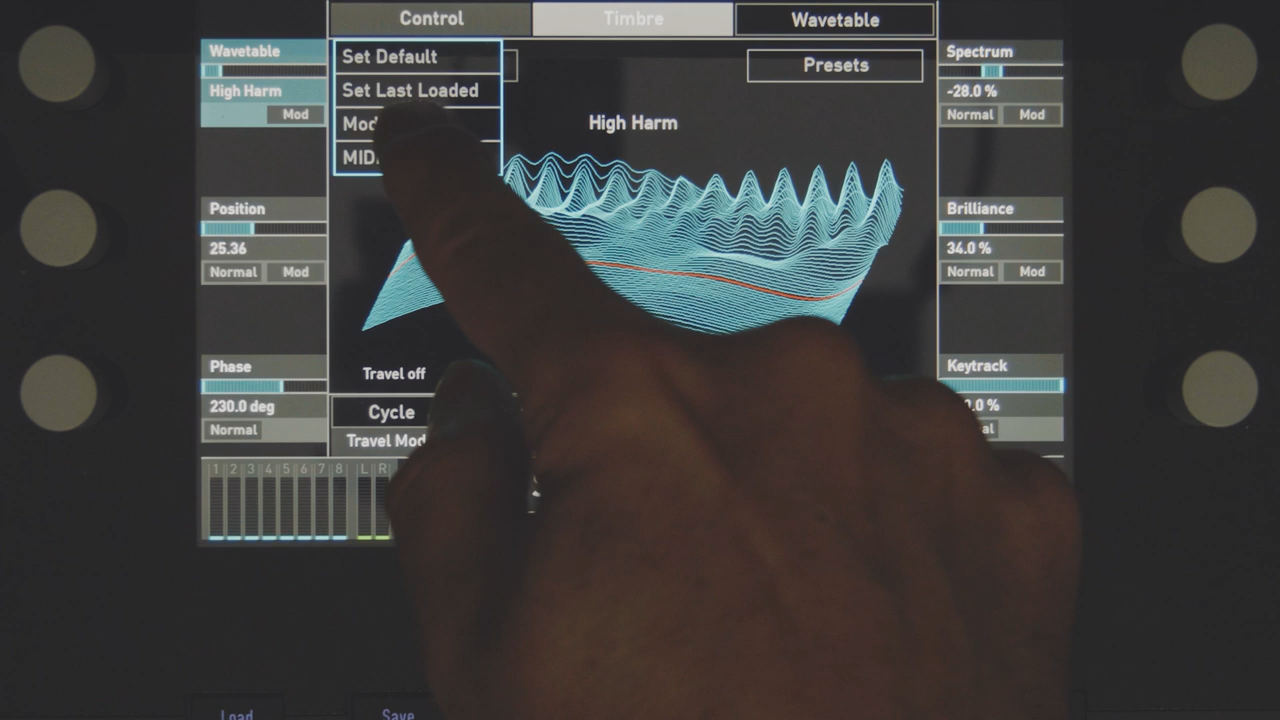 Control
Timbre
Wavetable
Wavetable
High Harm
Mod
Set Default
Set Last Loaded
Presets
High Harm
Spectrum
-28.0 %
Normal Mod
Position
25.36
Normal Mod
Brilliance
34.0 %
Normal Mod
Phase
230.0 deg
Normal
Travel off
Cycle
Travel Mod
Keytrack
1 2 3 4 5 6 7 8 L R
Load
Save